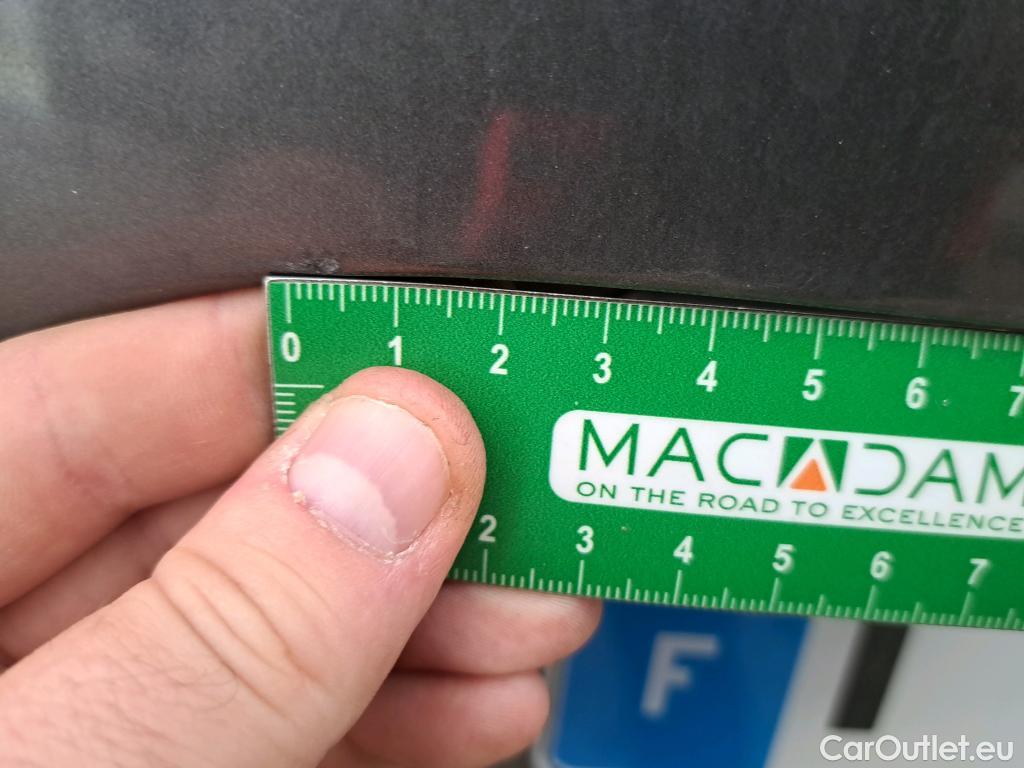 0 1 2 3 4 5 6 7
MACADAM
ON THE ROAD TO EXCELLENCE
2 3 4 5 6 7
F
CarOutlet.eu